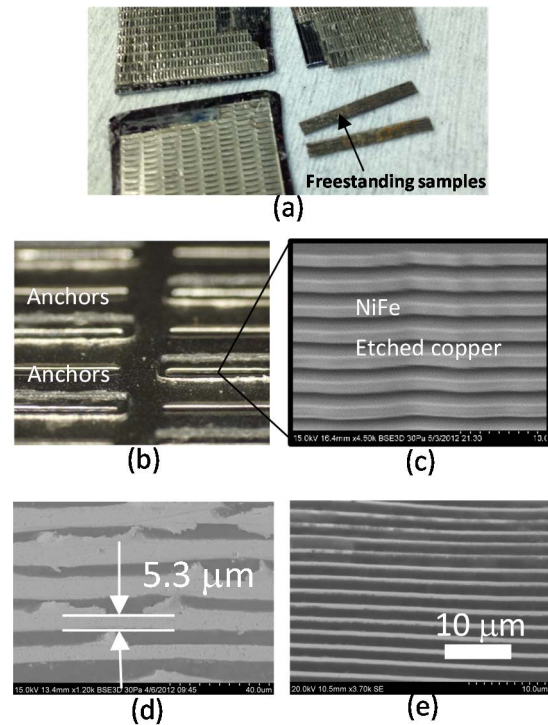 Freestanding samples
(a)
Anchors
Anchors
NiFe
Etched copper
15.0kV 16.4mm x4.50k BSE3D 30Pa 5/3/2012 21:30
(b)
(c)
5.3 μm
15.0kV 13.4mm x1.20k BSE3D 30Pa 4/6/2012 09:45 40.0um
10 μm
20.0kV 10.5mm x3.70k SE 10.0um
(d)
(e)